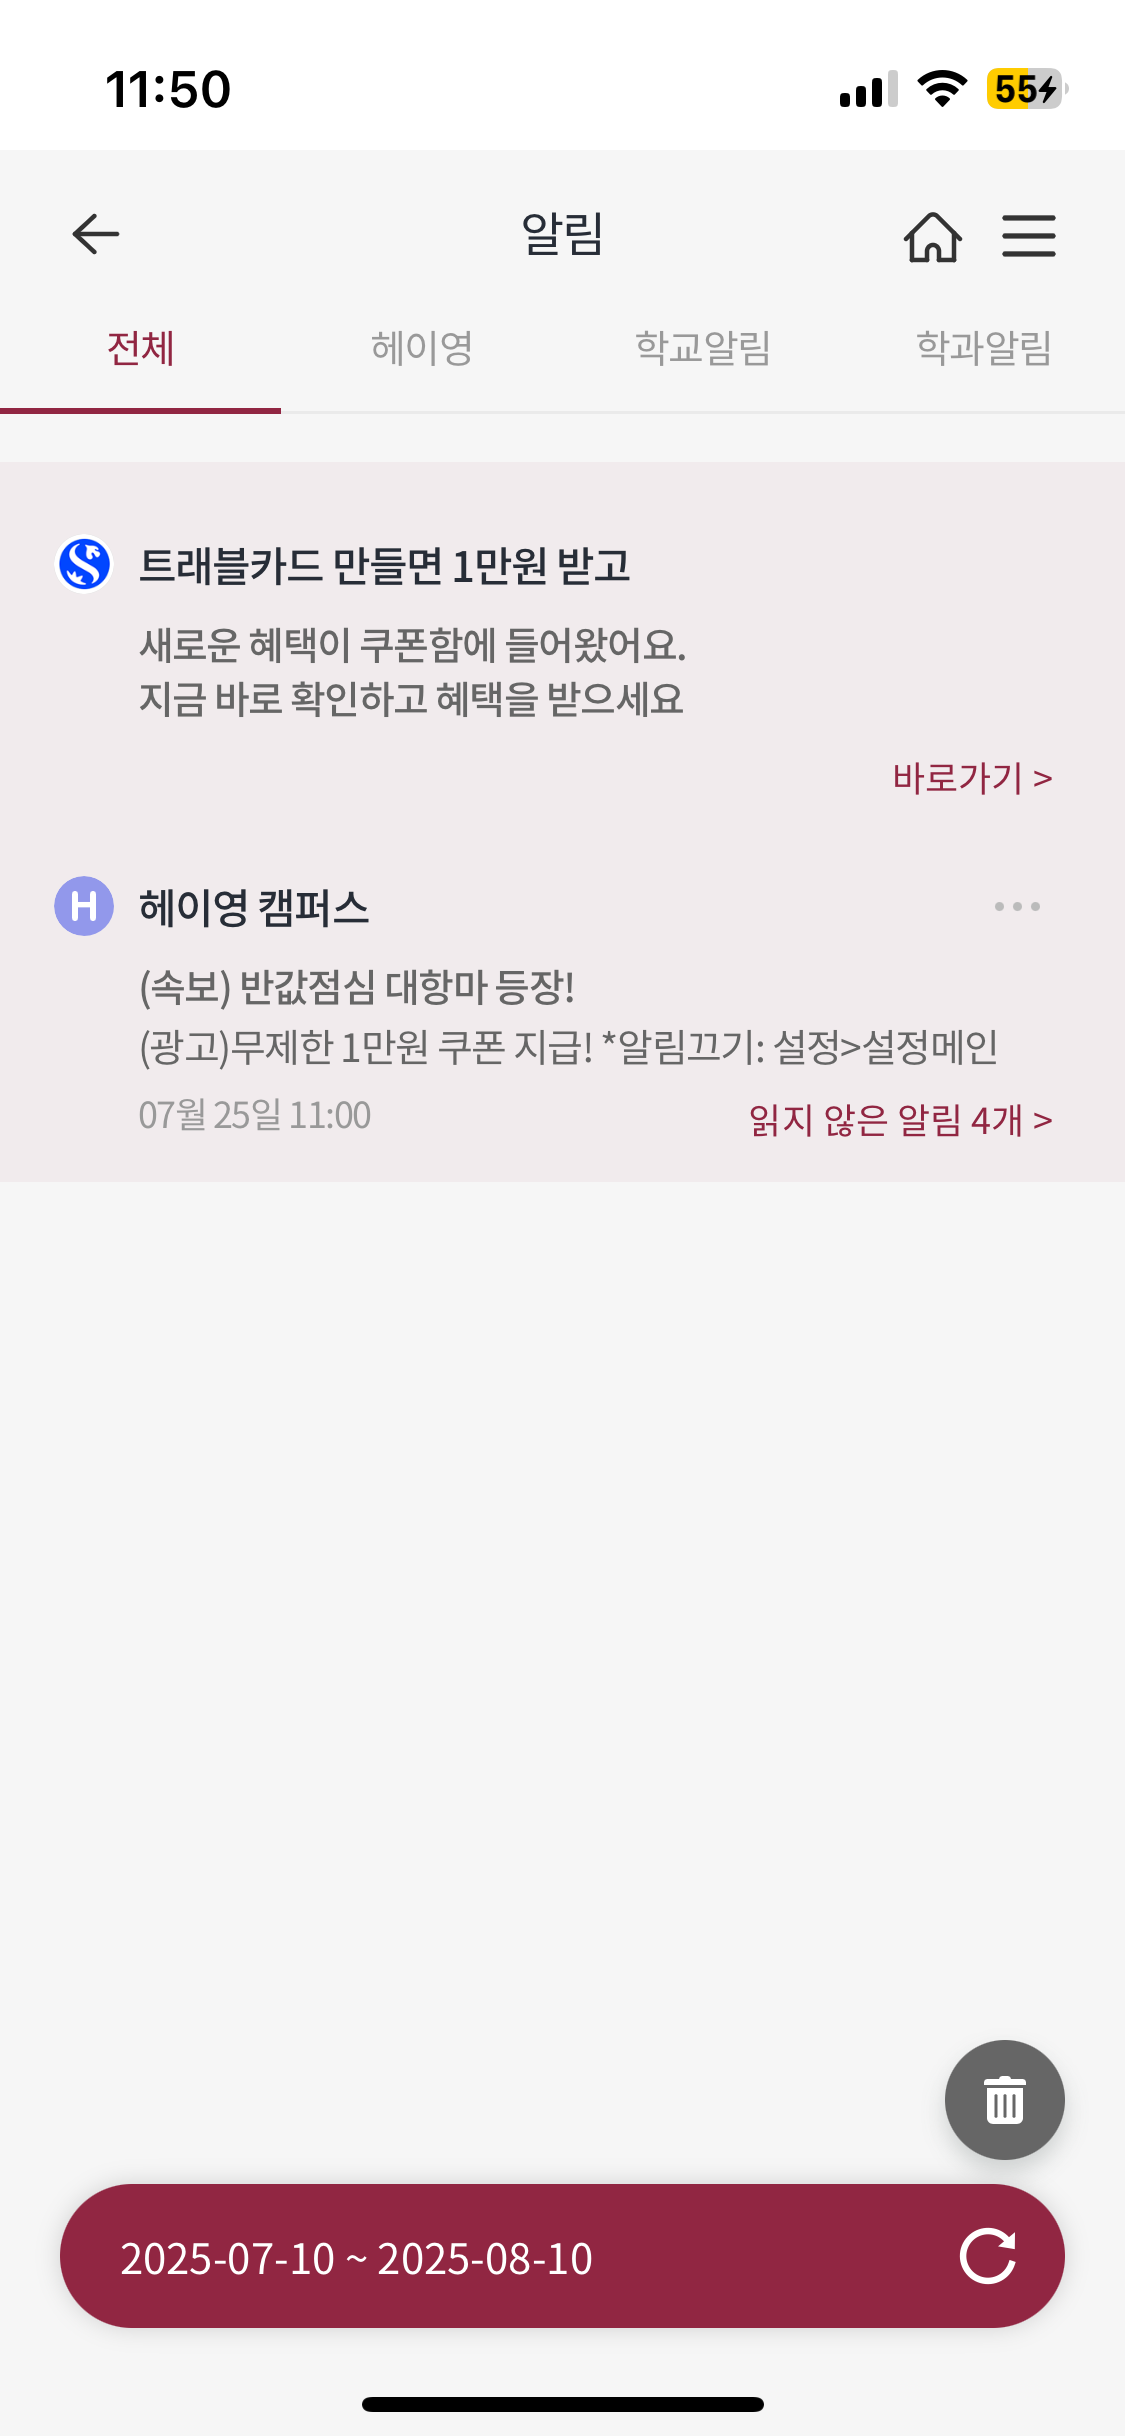 11:50
55
알림
전체
헤이영
학교알림
학과알림
트래블카드 만들면 1만원 받고
새로운 혜택이 쿠폰함에 들어왔어요.
지금 바로 확인하고 혜택을 받으세요
바로가기 >
H
헤이영 캠퍼스
(속보) 반값점심 대항마 등장!
(광고)무제한 1만원 쿠폰 지급! *알림끄기: 설정>설정메인
07월 25일 11:00
읽지 않은 알림 4개 >
2025-07-10 ~ 2025-08-10